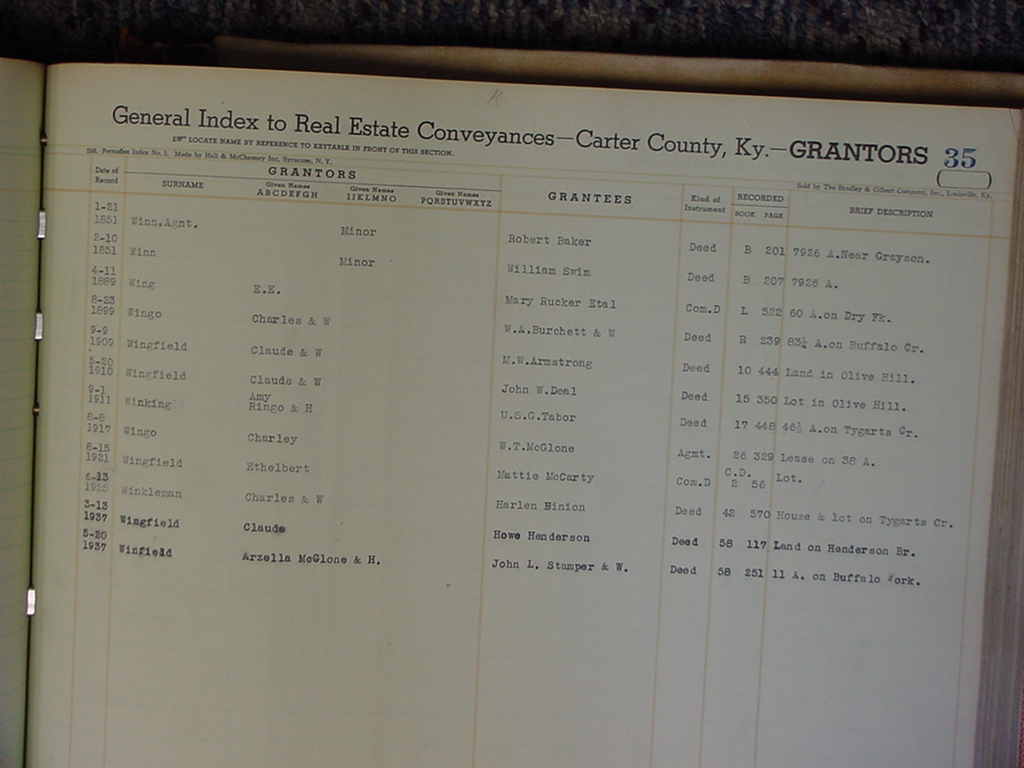 General Index to Real Estate Conveyances—Carter County, Ky.—GRANTORS 35
LOCATE NAME BY REFERENCE TO KEYTABLE IN FRONT OF THIS SECTION.
Made by Hall & McChesney Inc, Syracuse, N. Y.
Sold by The Bradley & Gilbert Company, Inc., Louisville, Ky.
Date of Record GRANTORS GRANTEES Kind of Instrument RECORDED BRIEF DESCRIPTION
SURNAME Given Names ABCDEFGH Given Names IJKLMNO Given Names PQRSTUVWXYZ BOOK PAGE
1-21
1851 Winn.Agnt. Minor Robert Baker Deed B 201 7926 A.Near Grayson.
2-10
1851 Winn Minor William Swim Deed B 207 7926 A.
4-11
1889 Wing E.E. Mary Rucker Etal Com.D L 522 60 A.on Dry Fk.
8-23
1899 Wingo Charles & W W.A.Burchett & W Deed R 239 83½ A.on Buffalo Cr.
9-9
1909 Wingfield Claude & W M.W.Armstrong Deed 10 444 Land in Olive Hill.
5-20
1910 Wingfield Claude & W John W.Deal Deed 15 350 Lot in Olive Hill.
9-1 Amy
1911 Winking Ringo & H U.S.G.Tabor Deed 17 448 46½ A.on Tygarts Cr.
8-8
1917 Wingo Charley W.T.McGlone Agmt. 26 329 Lease on 38 A.
8-15 C.D.
1921 Wingfield Ethelbert Mattie McCarty Com.D 2 56 Lot.
6-13
1925 Winkleman Charles & W Harlen Binion Deed 42 570 House & lot on Tygarts Cr.
3-13
1937 Wingfield Claude Howe Henderson Deed 58 117 Land on Henderson Br.
5-20
1937 Winfield Arzella McGlone & H. John L. Stamper & W. Deed 58 251 11 A. on Buffalo Fork.